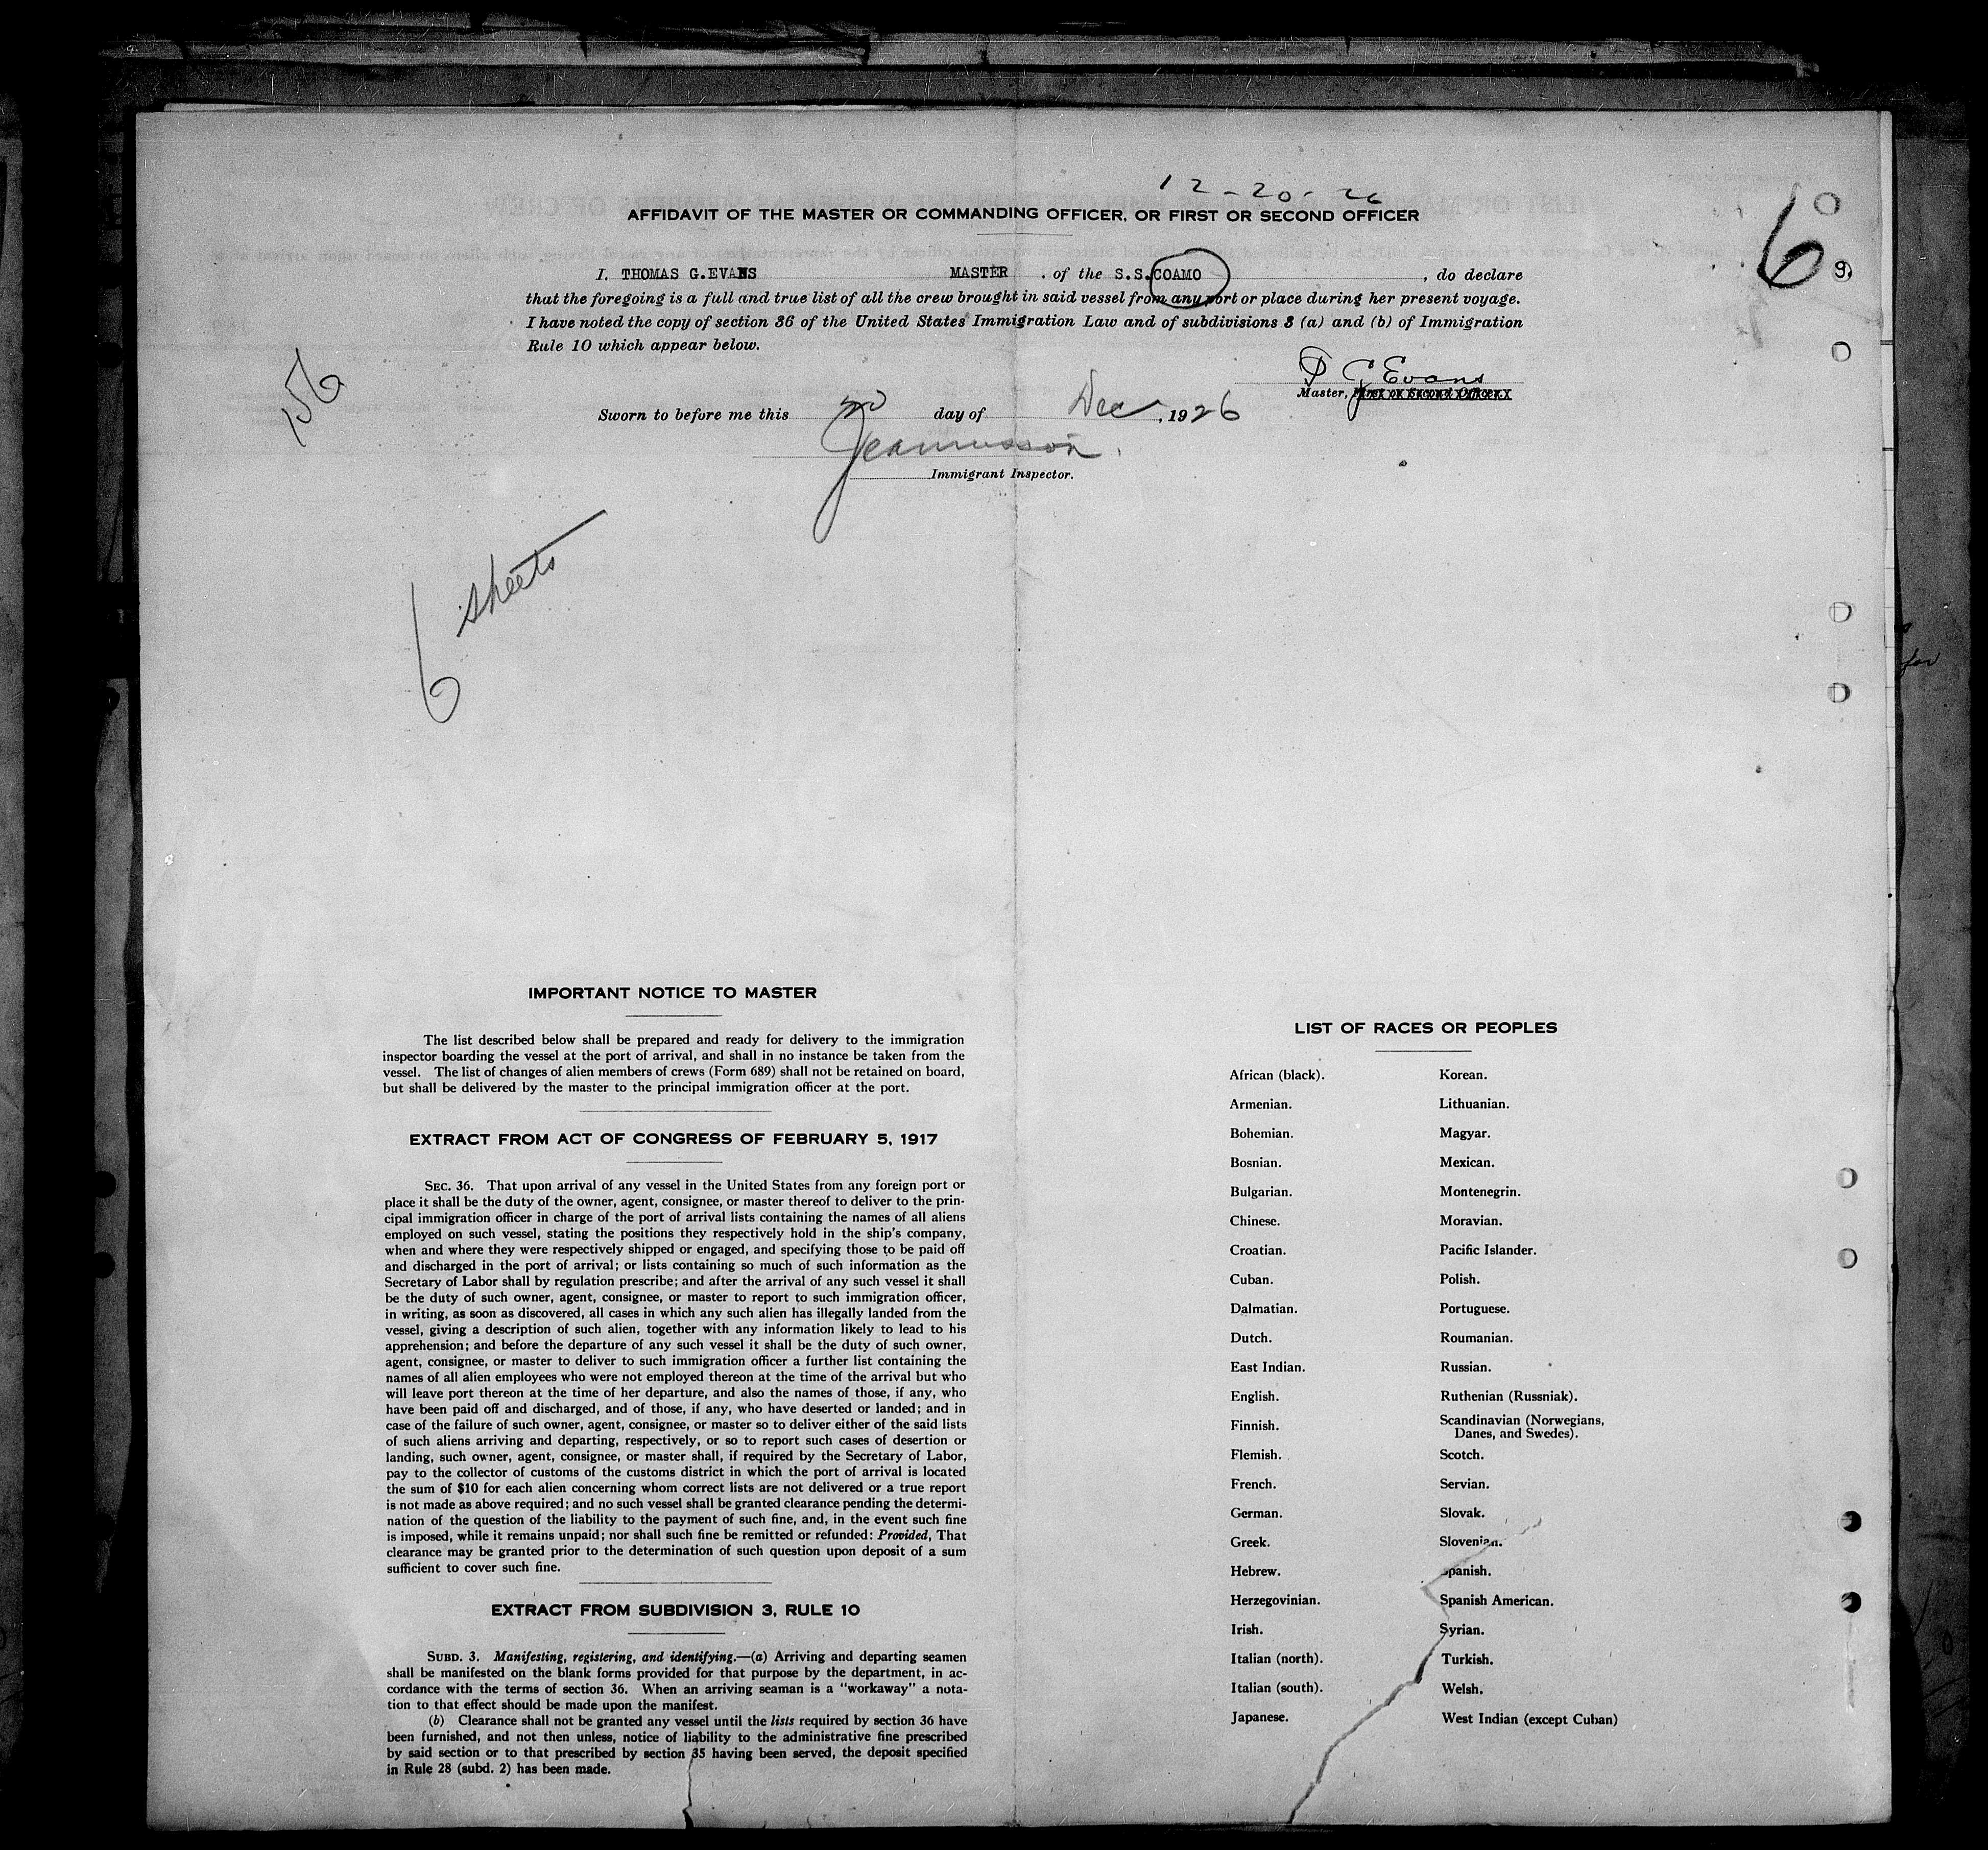 12-20-26
AFFIDAVIT OF THE MASTER OR COMMANDING OFFICER, OR FIRST OR SECOND OFFICER
6
9.
I, THOMAS G.EVANS MASTER, of the S.S.COAMO, do declare
that the foregoing is a full and true list of all the crew brought in said vessel from any port or place during her present voyage.
I have noted the copy of section 36 of the United States Immigration Law and of subdivisions 3 (a) and (b) of Immigration
Rule 10 which appear below.
156
T G Evans
Master, First or Second Officer.
Sworn to before me this 20 day of Dec, 1926
Immigrant Inspector.
6 sheets
for
IMPORTANT NOTICE TO MASTER
The list described below shall be prepared and ready for delivery to the immigration
inspector boarding the vessel at the port of arrival, and shall in no instance be taken from the
vessel. The list of changes of alien members of crews (Form 689) shall not be retained on board,
but shall be delivered by the master to the principal immigration officer at the port.
EXTRACT FROM ACT OF CONGRESS OF FEBRUARY 5, 1917
SEC. 36. That upon arrival of any vessel in the United States from any foreign port or
place it shall be the duty of the owner, agent, consignee, or master thereof to deliver to the prin-
cipal immigration officer in charge of the port of arrival lists containing the names of all aliens
employed on such vessel, stating the positions they respectively hold in the ship's company,
when and where they were respectively shipped or engaged, and specifying those to be paid off
and discharged in the port of arrival; or lists containing so much of such information as the
Secretary of Labor shall by regulation prescribe; and after the arrival of any such vessel it shall
be the duty of such owner, agent, consignee, or master to report to such immigration officer,
in writing, as soon as discovered, all cases in which any such alien has illegally landed from the
vessel, giving a description of such alien, together with any information likely to lead to his
apprehension; and before the departure of any such vessel it shall be the duty of such owner,
agent, consignee, or master to deliver to such immigration officer a further list containing the
names of all alien employees who were not employed thereon at the time of the arrival but who
will leave port thereon at the time of her departure, and also the names of those, if any, who
have been paid off and discharged, and of those, if any, who have deserted or landed; and in
case of the failure of such owner, agent, consignee, or master so to deliver either of the said lists
of such aliens arriving and departing, respectively, or so to report such cases of desertion or
landing, such owner, agent, consignee, or master shall, if required by the Secretary of Labor,
pay to the collector of customs of the customs district in which the port of arrival is located
the sum of $10 for each alien concerning whom correct lists are not delivered or a true report
is not made as above required; and no such vessel shall be granted clearance pending the determi-
nation of the question of the liability to the payment of such fine, and, in the event such fine
is imposed, while it remains unpaid; nor shall such fine be remitted or refunded: Provided, That
clearance may be granted prior to the determination of such question upon deposit of a sum
sufficient to cover such fine.
EXTRACT FROM SUBDIVISION 3, RULE 10
SUBD. 3. Manifesting, registering, and identifying.—(a) Arriving and departing seamen
shall be manifested on the blank forms provided for that purpose by the department, in ac-
cordance with the terms of section 36. When an arriving seaman is a "workaway" a nota-
tion to that effect should be made upon the manifest.
(b) Clearance shall not be granted any vessel until the lists required by section 36 have
been furnished, and not then unless, notice of liability to the administrative fine prescribed
by said section or to that prescribed by section 35 having been served, the deposit specified
in Rule 28 (subd. 2) has been made.
LIST OF RACES OR PEOPLES
African (black).
Armenian.
Bohemian.
Bosnian.
Bulgarian.
Chinese.
Croatian.
Cuban.
Dalmatian.
Dutch.
East Indian.
English.
Finnish.
Flemish.
French.
German.
Greek.
Hebrew.
Herzegovinian.
Irish.
Italian (north).
Italian (south).
Japanese.
Korean.
Lithuanian.
Magyar.
Mexican.
Montenegrin.
Moravian.
Pacific Islander.
Polish.
Portuguese.
Roumanian.
Russian.
Ruthenian (Russniak).
Scandinavian (Norwegians,
Danes, and Swedes).
Scotch.
Servian.
Slovak.
Slovenian.
Spanish.
Spanish American.
Syrian.
Turkish.
Welsh.
West Indian (except Cuban)